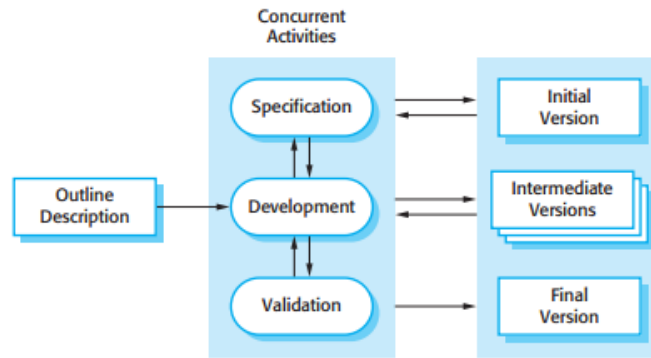 Concurrent
Activities
Specification
Initial
Version
Outline
Description
Development
Intermediate
Versions
Validation
Final
Version